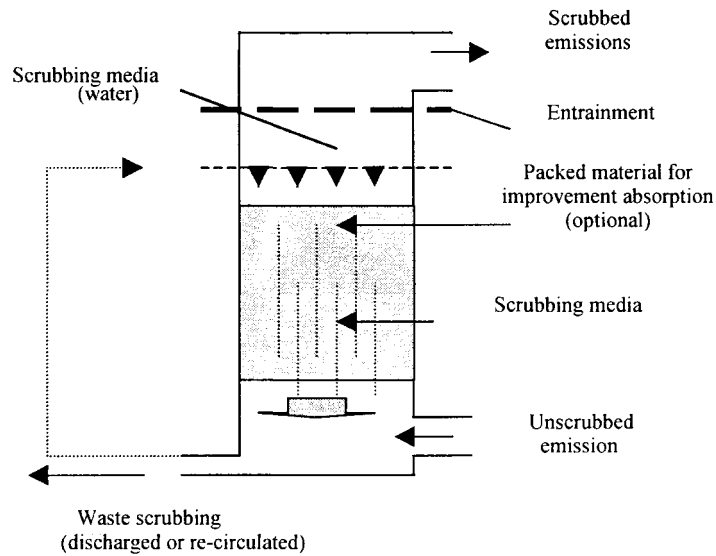 Scrubbed
emissions
Scrubbing media
(water)
Entrainment
Packed material for
improvement absorption
(optional)
Scrubbing media
Unscrubbed
emission
Waste scrubbing
(discharged or re-circulated)